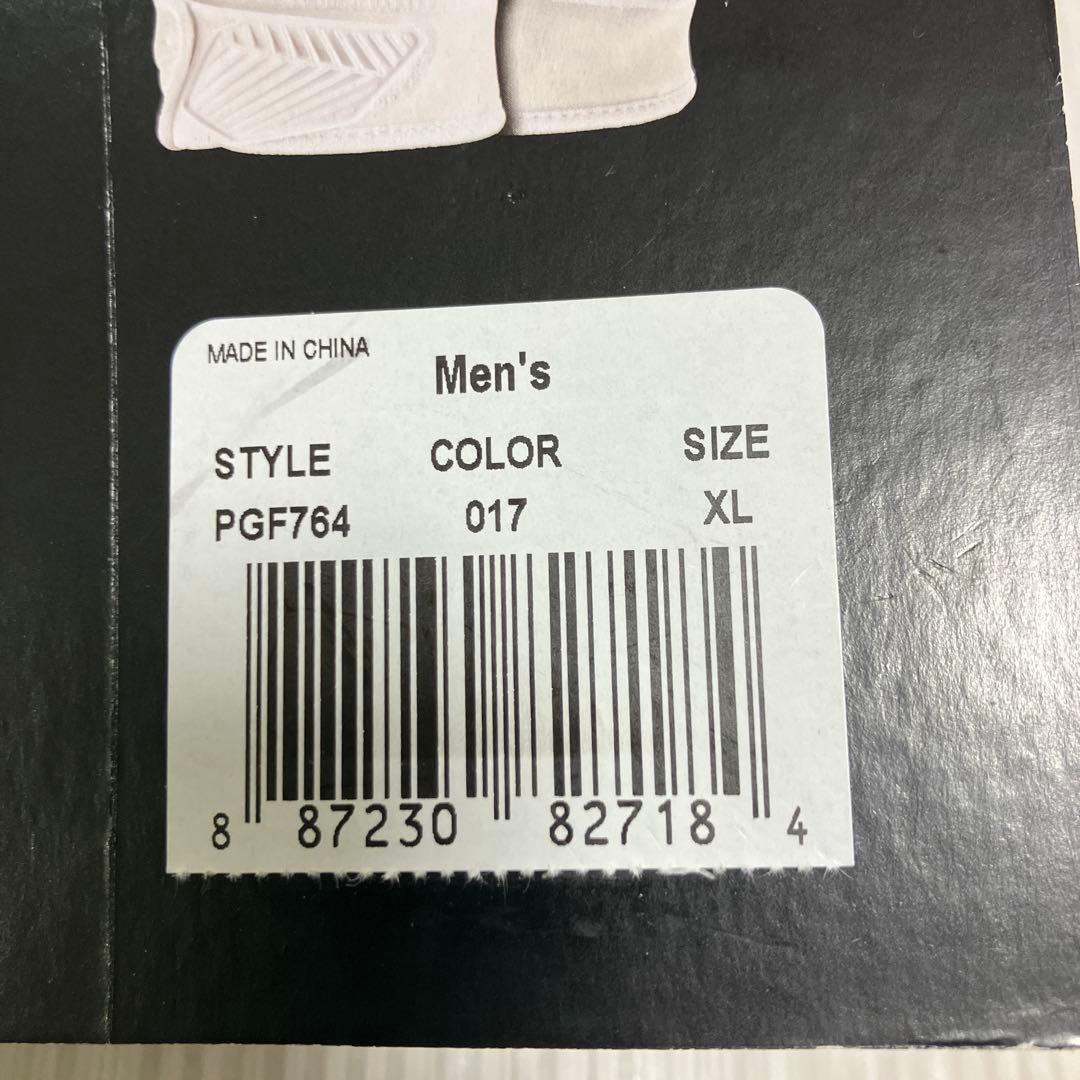 MADE IN CHINA
Men's
STYLE COLOR SIZE
PGF764 017 XL
8 87230 82718 4